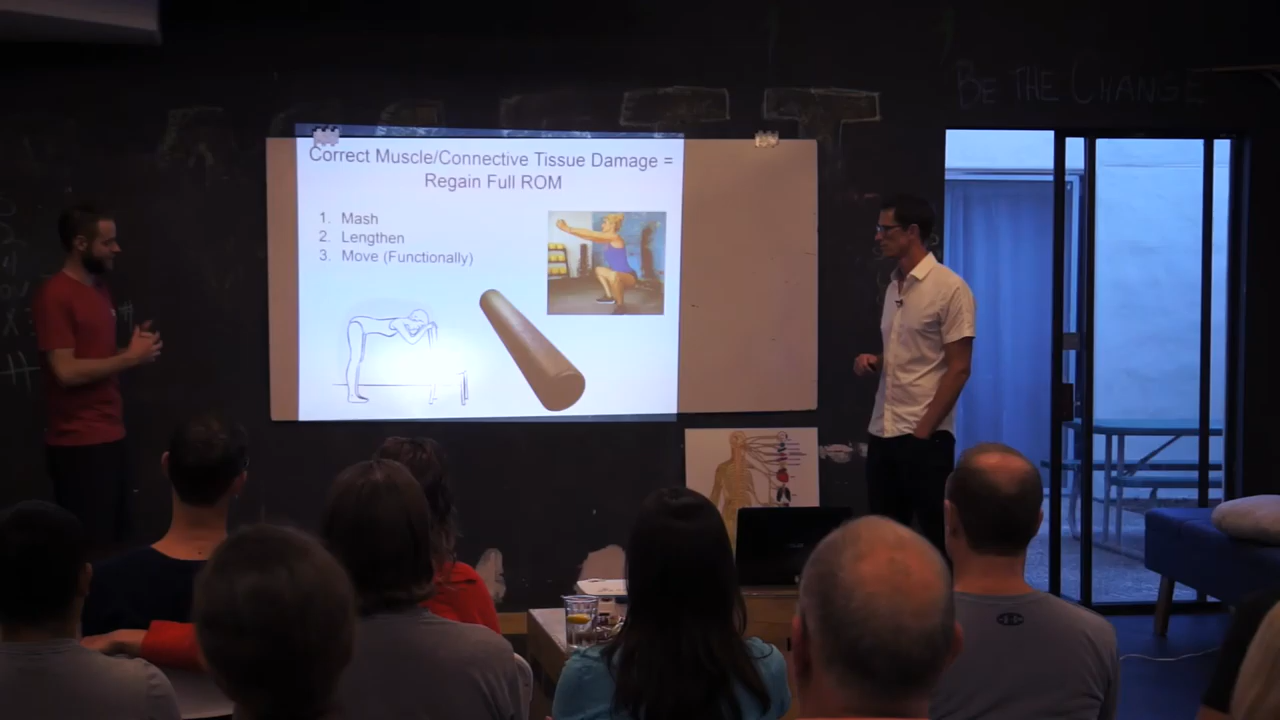 BE THE CHANGE
Correct Muscle/Connective Tissue Damage =
Regain Full ROM
1. Mash
2. Lengthen
3. Move (Functionally)